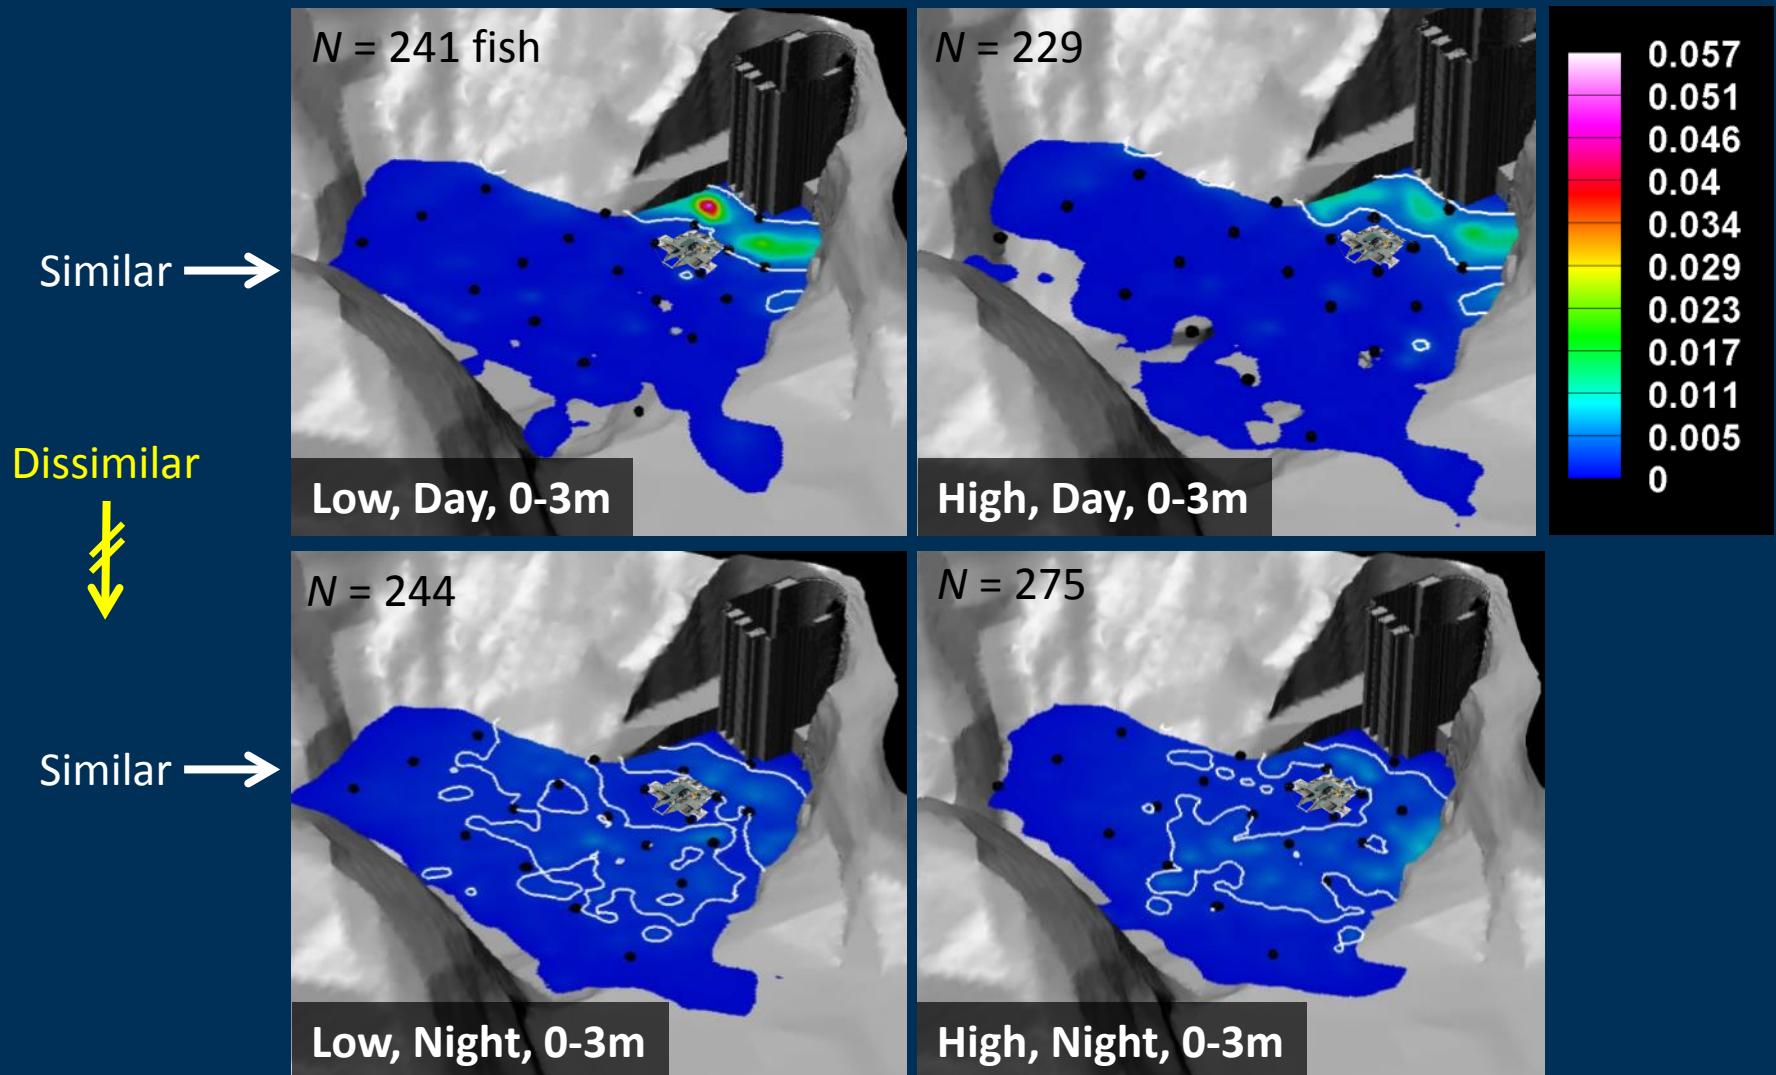 N = 241 fish
N = 229
0.057
0.051
0.046
0.04
0.034
0.029
0.023
0.017
0.011
0.005
0
Similar
Dissimilar
Low, Day, 0-3m
High, Day, 0-3m
N = 244
N = 275
Similar
Low, Night, 0-3m
High, Night, 0-3m